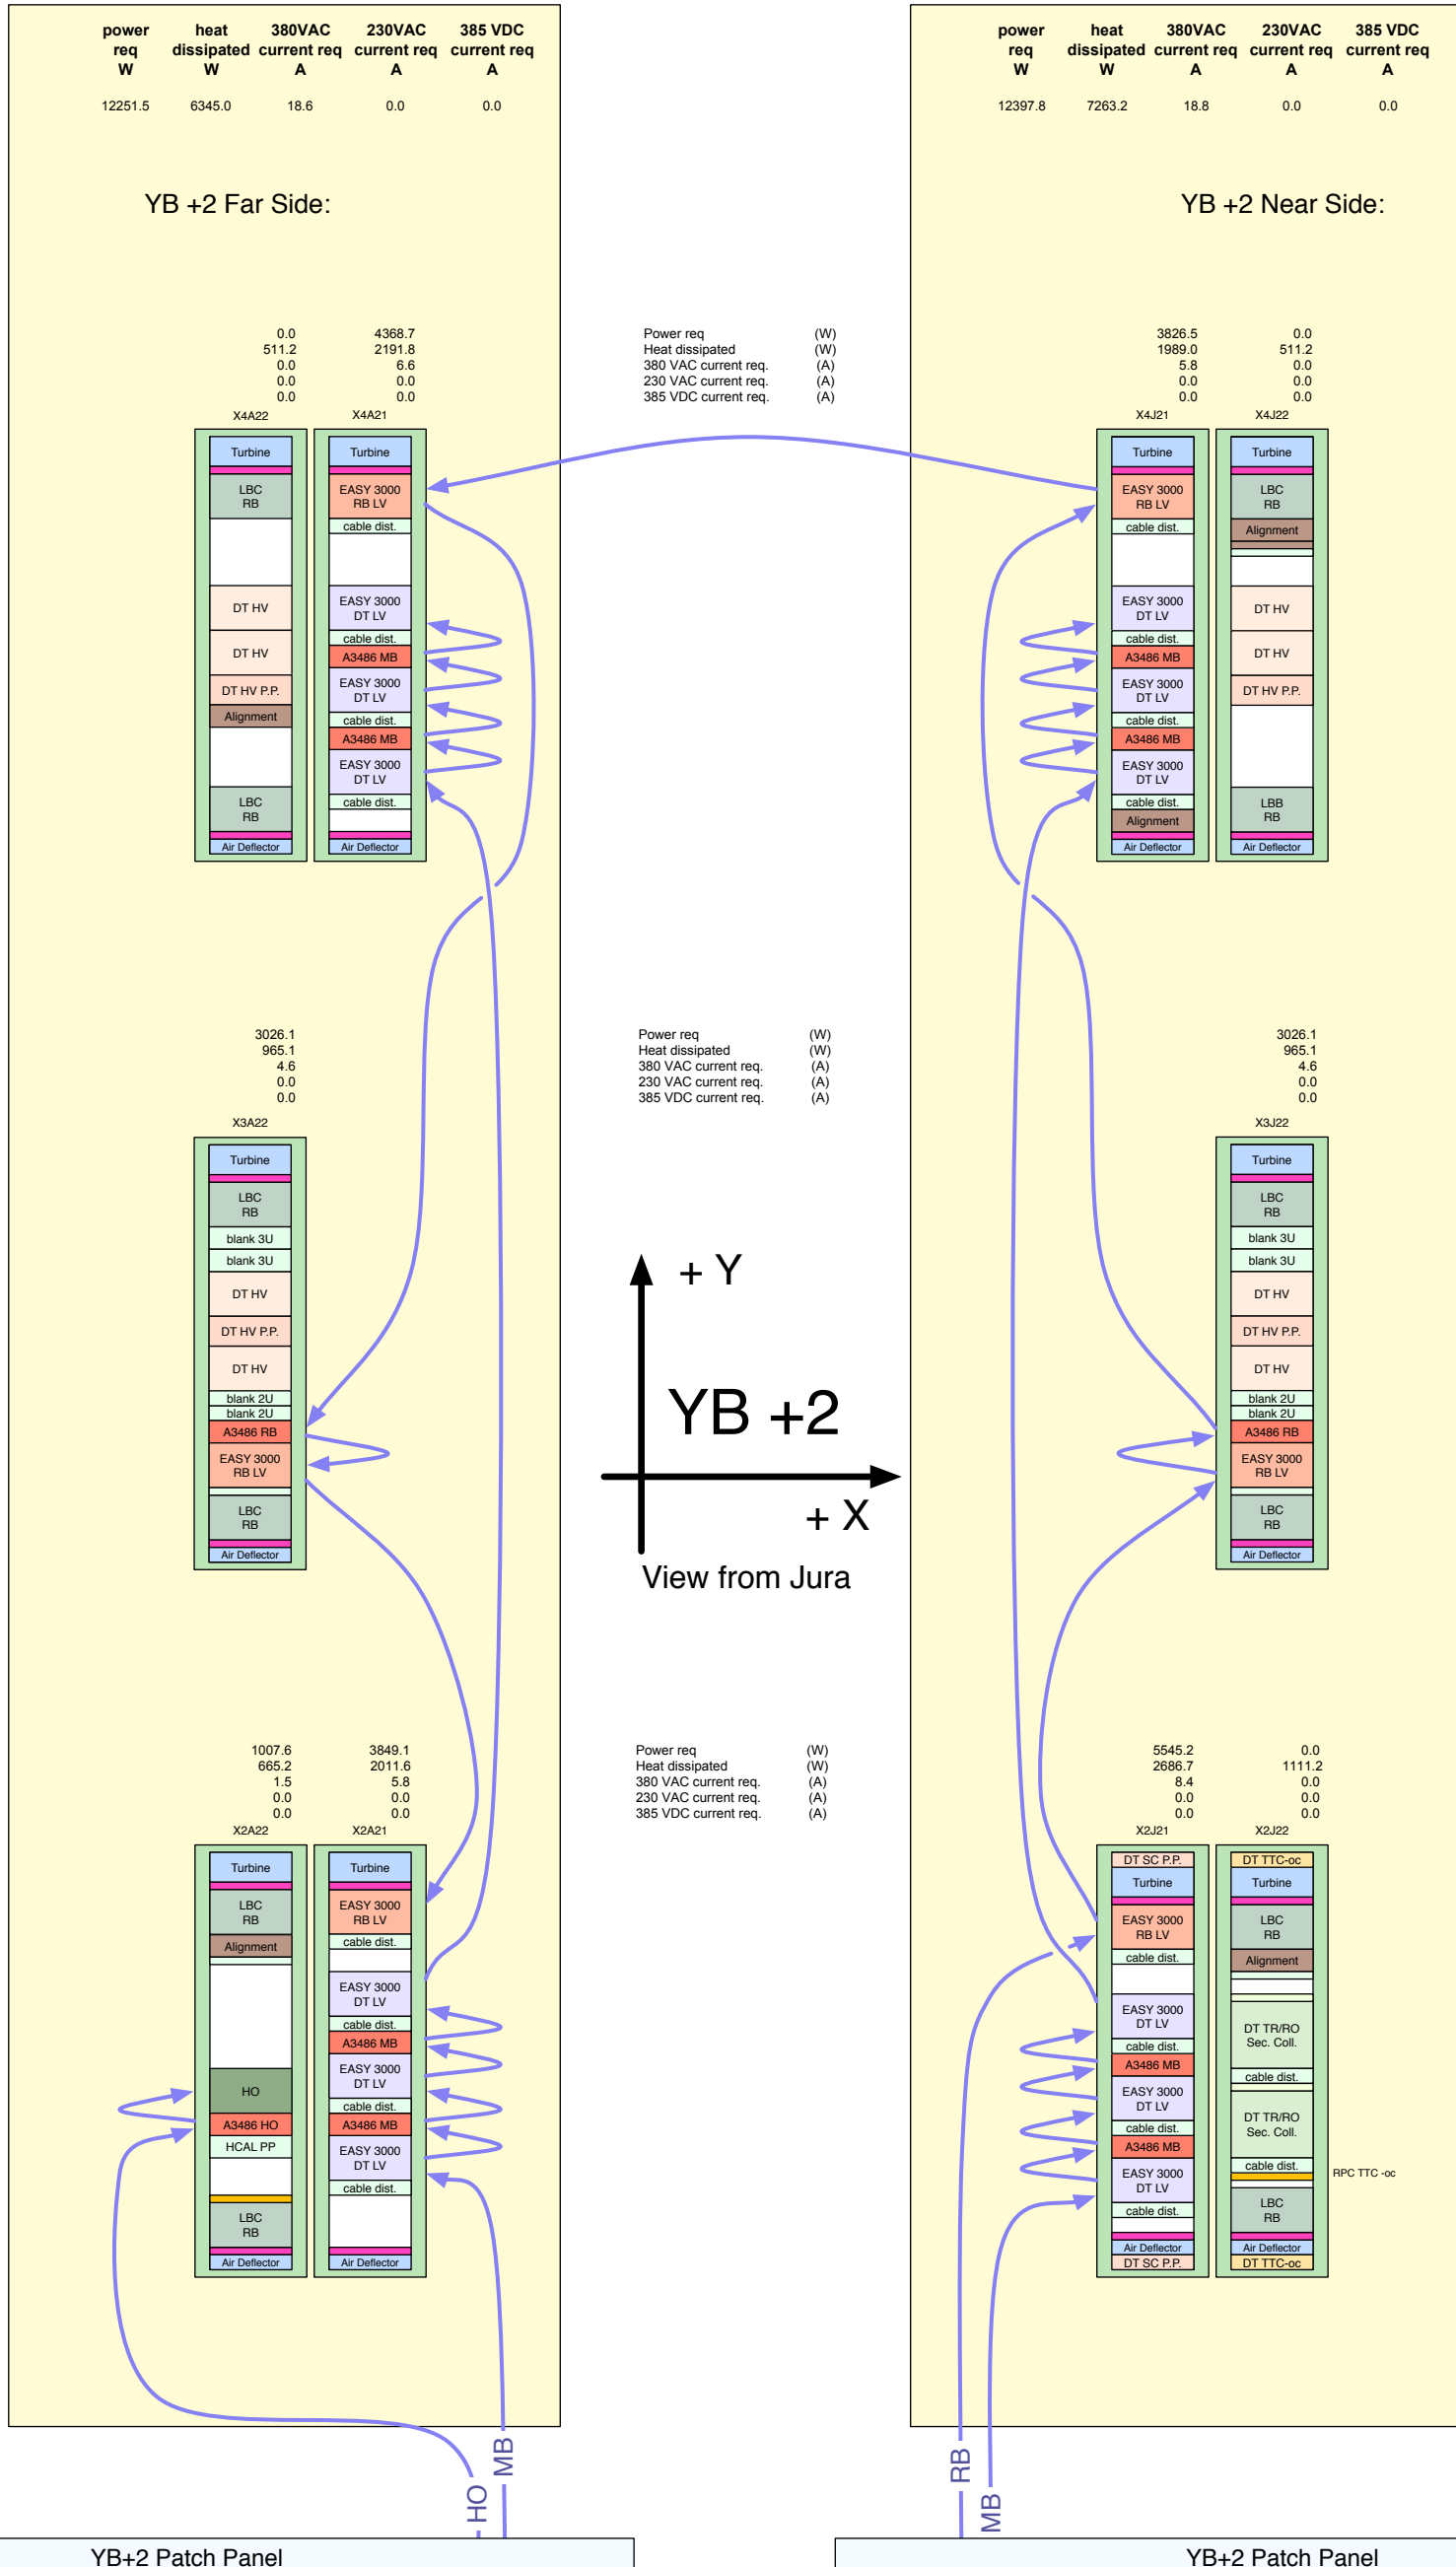 power heat 380VAC 230VAC 385 VDC
req dissipated current req current req current req
W W A A A
12251.5 6345.0 18.6 0.0 0.0
YB +2 Far Side:
power heat 380VAC 230VAC 385 VDC
req dissipated current req current req current req
W W A A A
12397.8 7263.2 18.8 0.0 0.0
YB +2 Near Side:
0.0 4368.7
511.2 2191.8
0.0 6.6
0.0 0.0
0.0 0.0
X4A22 X4A21
Power req (W)
Heat dissipated (W)
380 VAC current req. (A)
230 VAC current req. (A)
385 VDC current req. (A)
3826.5 0.0
1989.0 511.2
5.8 0.0
0.0 0.0
0.0 0.0
X4J21 X4J22
Turbine
LBC
RB
DT HV
DT HV
DT HV P.P.
Alignment
LBC
RB
Air Deflector
Turbine
EASY 3000
RB LV
cable dist.
EASY 3000
DT LV
cable dist.
A3486 MB
EASY 3000
DT LV
cable dist.
A3486 MB
EASY 3000
DT LV
cable dist.
Air Deflector
Turbine
EASY 3000
RB LV
cable dist.
EASY 3000
DT LV
cable dist.
A3486 MB
EASY 3000
DT LV
cable dist.
A3486 MB
EASY 3000
DT LV
cable dist.
Alignment
Air Deflector
Turbine
LBC
RB
Alignment
DT HV
DT HV
DT HV P.P.
LBB
RB
Air Deflector
3026.1
965.1
4.6
0.0
0.0
X3A22
Power req (W)
Heat dissipated (W)
380 VAC current req. (A)
230 VAC current req. (A)
385 VDC current req. (A)
3026.1
965.1
4.6
0.0
0.0
X3J22
Turbine
LBC
RB
blank 3U
blank 3U
DT HV
DT HV P.P.
DT HV
blank 2U
blank 2U
A3486 RB
EASY 3000
RB LV
LBC
RB
Air Deflector
+ Y
YB +2
+ X
View from Jura
Turbine
LBC
RB
blank 3U
blank 3U
DT HV
DT HV P.P.
DT HV
blank 2U
blank 2U
A3486 RB
EASY 3000
RB LV
LBC
RB
Air Deflector
1007.6 3849.1
665.2 2011.6
1.5 5.8
0.0 0.0
0.0 0.0
X2A22 X2A21
Power req (W)
Heat dissipated (W)
380 VAC current req. (A)
230 VAC current req. (A)
385 VDC current req. (A)
5545.2 0.0
2686.7 1111.2
8.4 0.0
0.0 0.0
0.0 0.0
X2J21 X2J22
Turbine
LBC
RB
Alignment
HO
A3486 HO
HCAL PP
LBC
RB
Air Deflector
Turbine
EASY 3000
RB LV
cable dist.
EASY 3000
DT LV
cable dist.
A3486 MB
EASY 3000
DT LV
cable dist.
A3486 MB
EASY 3000
DT LV
cable dist.
Air Deflector
DT SC P.P.
Turbine
EASY 3000
RB LV
cable dist.
EASY 3000
DT LV
cable dist.
A3486 MB
EASY 3000
DT LV
cable dist.
A3486 MB
EASY 3000
DT LV
cable dist.
Air Deflector
DT SC P.P.
DT TTC-oc
Turbine
LBC
RB
Alignment
DT TR/RO
Sec. Coll.
cable dist.
DT TR/RO
Sec. Coll.
cable dist.
RPC TTC -oc
LBC
RB
Air Deflector
DT TTC-oc
HO
MB
RB
MB
YB+2 Patch Panel
YB+2 Patch Panel